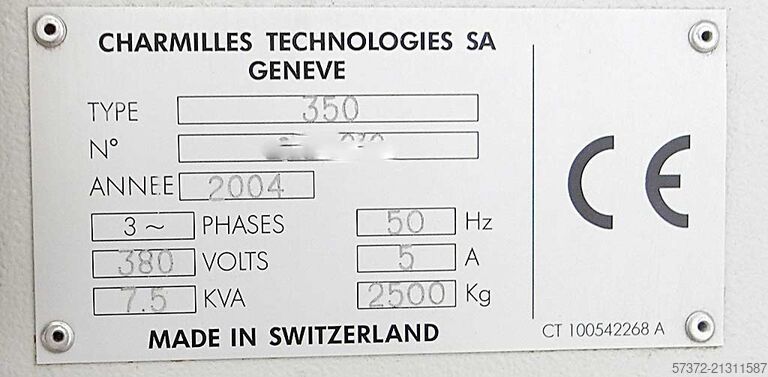 CHARMILLES TECHNOLOGIES SA
GENEVE
TYPE 350
N°
ANNEE 2004
3 ~ PHASES 50 Hz
380 VOLTS 5 A
7.5 KVA 2500 Kg
MADE IN SWITZERLAND
CE
CT 100542268 A
57372-21311587